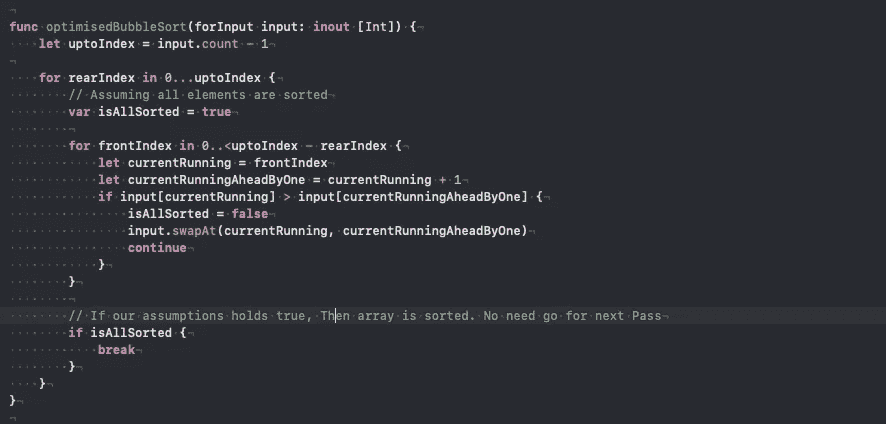 func optimisedBubbleSort(forInput input: inout [Int]) {
    let uptoIndex = input.count - 1

    for rearIndex in 0...uptoIndex {
        // Assuming all elements are sorted
        var isAllSorted = true

        for frontIndex in 0..<uptoIndex - rearIndex {
            let currentRunning = frontIndex
            let currentRunningAheadByOne = currentRunning + 1
            if input[currentRunning] > input[currentRunningAheadByOne] {
                isAllSorted = false
                input.swapAt(currentRunning, currentRunningAheadByOne)
                continue
            }
        }

        // If our assumptions holds true, Then array is sorted. No need go for next Pass
        if isAllSorted {
            break
        }
    }
}